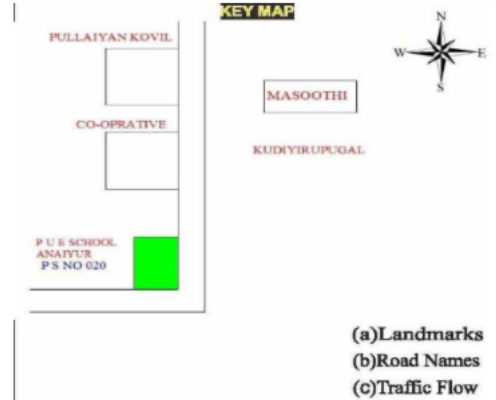 KEY MAP
N
W E
S
PULLAIYAN KOVIL
MASOOTHI
CO-OPRATIVE
KUDIYIRUPUGAL
P U E SCHOOL
ANAIYUR
P S NO 020
(a)Landmarks
(b)Road Names
(c)Traffic Flow